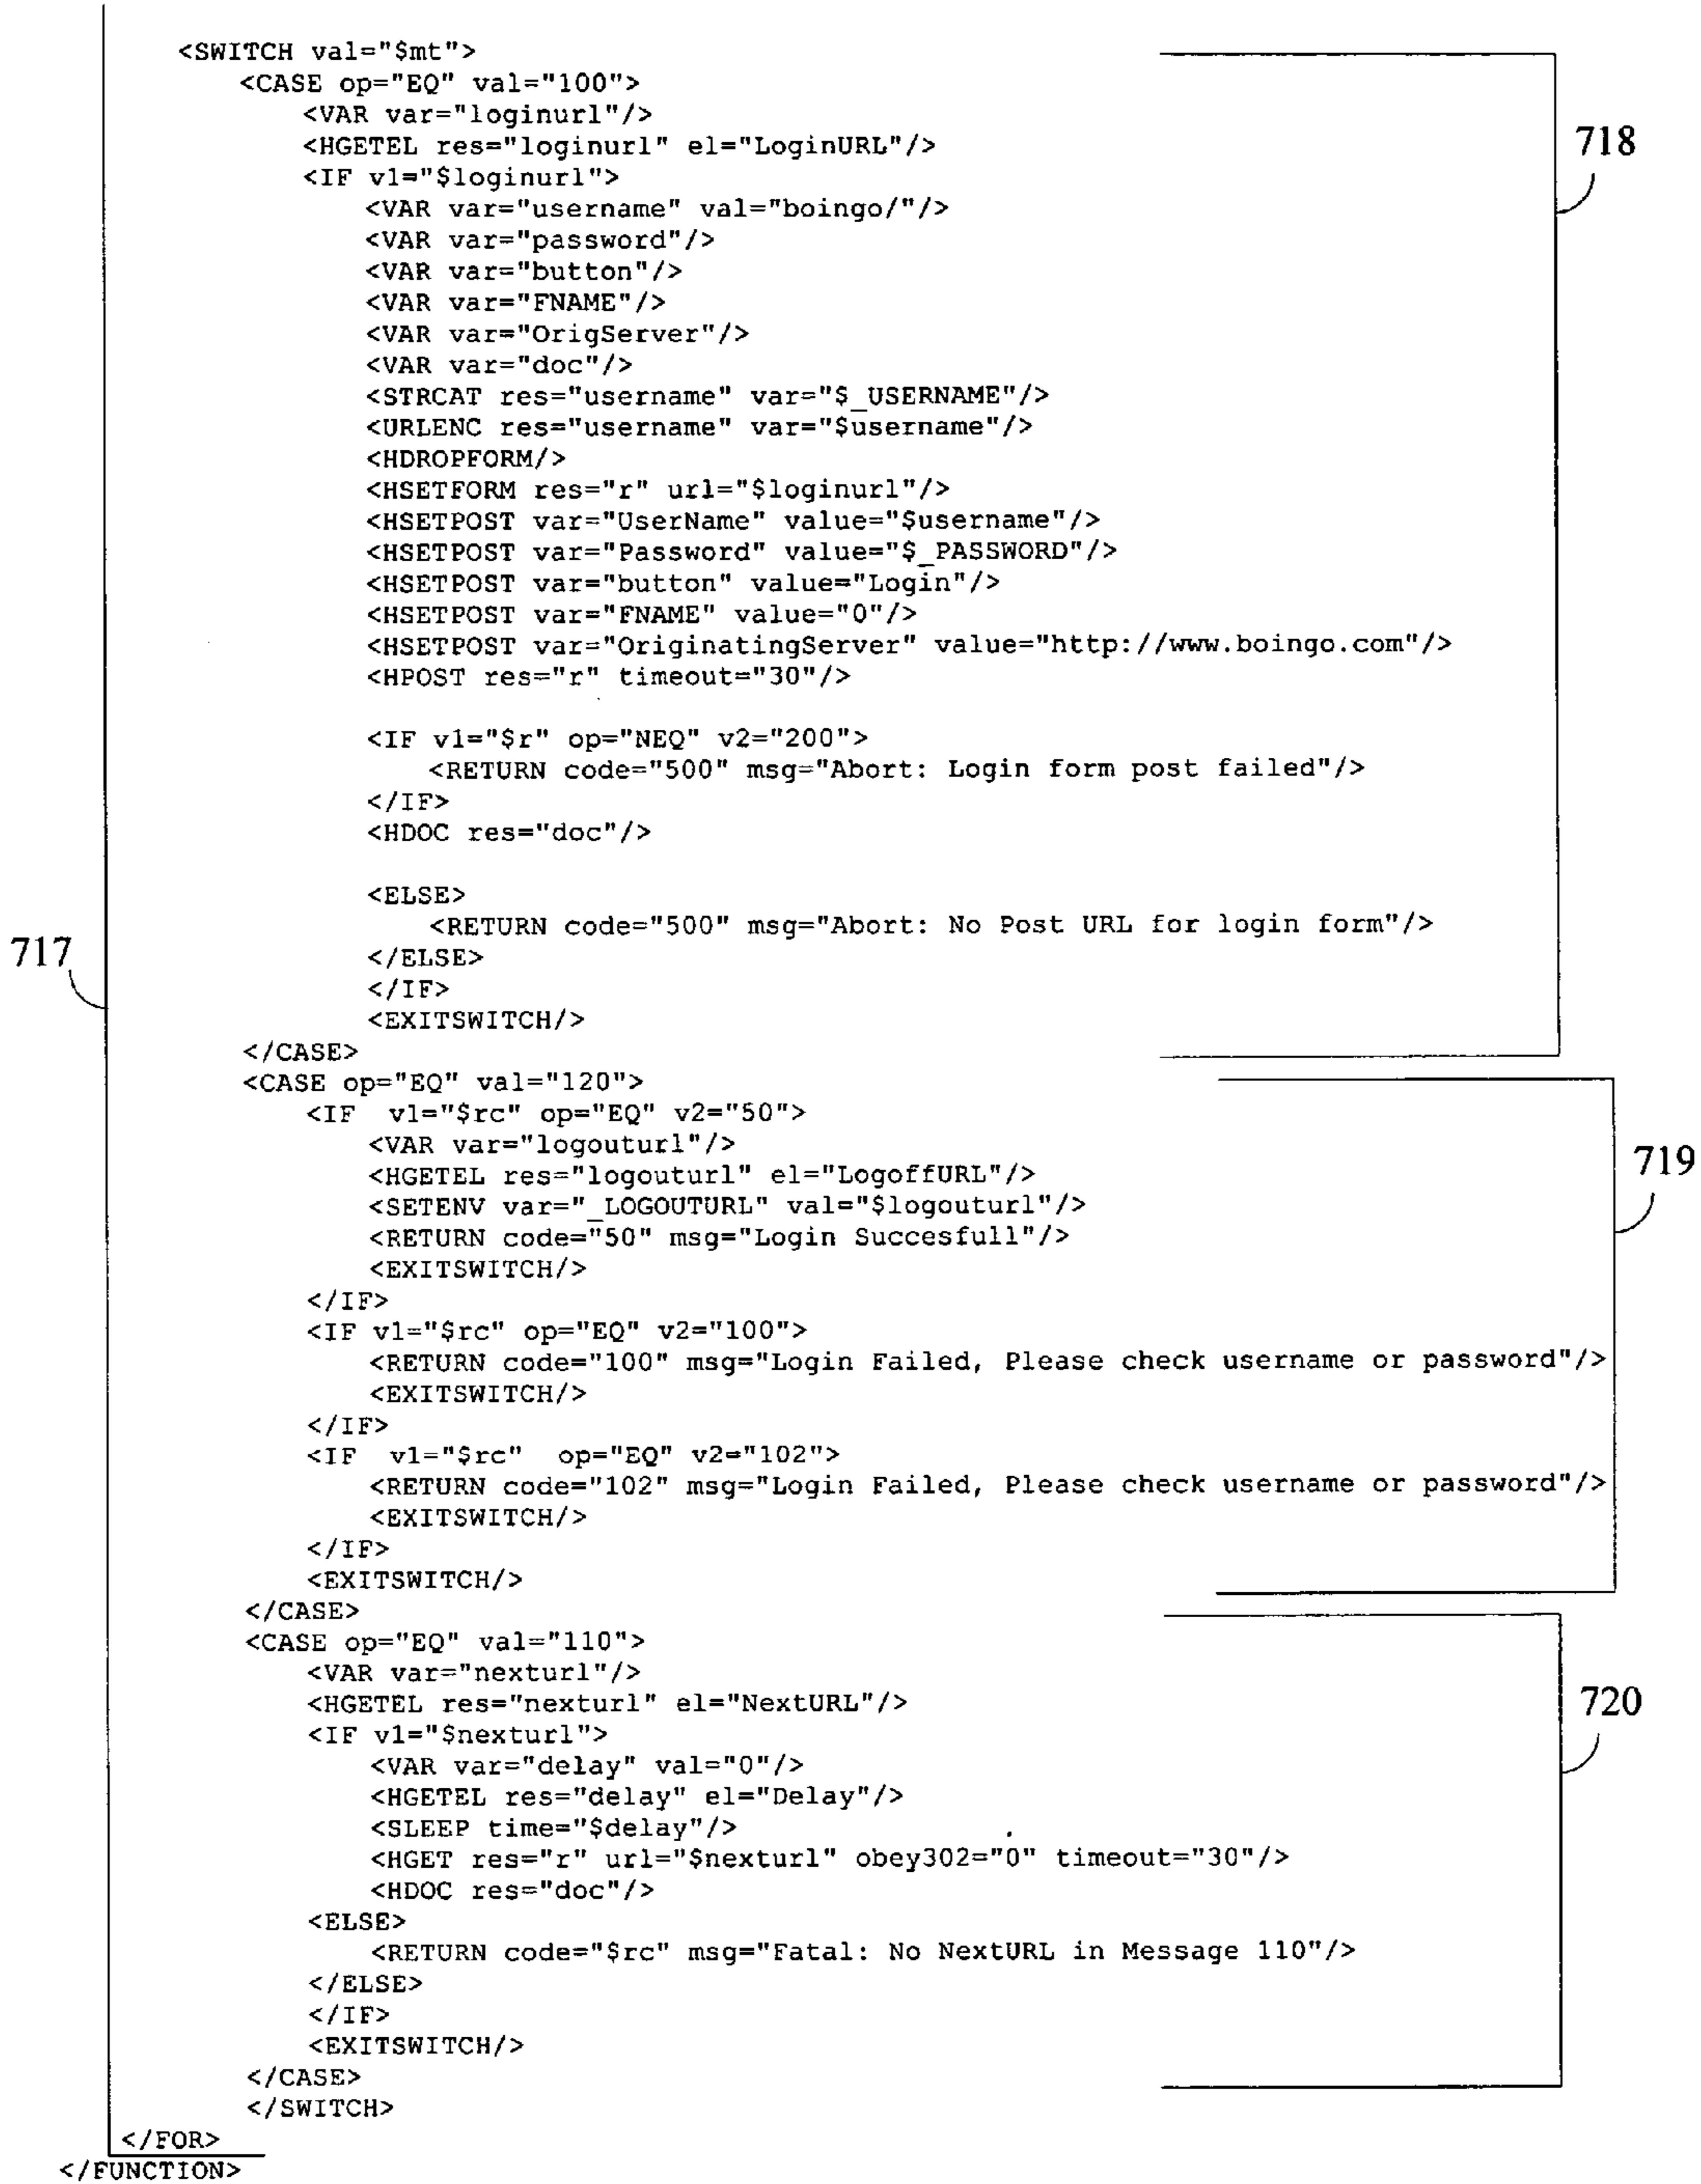 <SWITCH val="$mt">
<CASE op="EQ" val="100">
<VAR var="loginurl"/>
<HGETEL res="loginurl" el="LoginURL"/>
<IF v1="$loginurl">
<VAR var="username" val="boingo/"/>
<VAR var="password"/>
<VAR var="button"/>
<VAR var="FNAME"/>
<VAR var="OrigServer"/>
<VAR var="doc"/>
<STRCAT res="username" var="$_USERNAME"/>
<URLENC res="username" var="$username"/>
<HDROPFORM/>
<HSETFORM res="r" url="$loginurl"/>
<HSETPOST var="UserName" value="$username"/>
<HSETPOST var="Password" value="$_PASSWORD"/>
<HSETPOST var="button" value="Login"/>
<HSETPOST var="FNAME" value="0"/>
<HSETPOST var="OriginatingServer" value="http://www.boingo.com"/>
<HPOST res="r" timeout="30"/>
<IF v1="$r" op="NEQ" v2="200">
<RETURN code="500" msg="Abort: Login form post failed"/>
</IF>
<HDOC res="doc"/>
<ELSE>
<RETURN code="500" msg="Abort: No Post URL for login form"/>
</ELSE>
</IF>
<EXITSWITCH/>
</CASE>
718
<CASE op="EQ" val="120">
<IF  v1="$rc" op="EQ" v2="50">
<VAR var="logouturl"/>
<HGETEL res="logouturl" el="LogoffURL"/>
<SETENV var="_LOGOUTURL" val="$logouturl"/>
<RETURN code="50" msg="Login Succesfull"/>
<EXITSWITCH/>
</IF>
<IF v1="$rc" op="EQ" v2="100">
<RETURN code="100" msg="Login Failed, Please check username or password"/>
<EXITSWITCH/>
</IF>
<IF  v1="$rc"  op="EQ" v2="102">
<RETURN code="102" msg="Login Failed, Please check username or password"/>
<EXITSWITCH/>
</IF>
<EXITSWITCH/>
</CASE>
719
<CASE op="EQ" val="110">
<VAR var="nexturl"/>
<HGETEL res="nexturl" el="NextURL"/>
<IF v1="$nexturl">
<VAR var="delay" val="0"/>
<HGETEL res="delay" el="Delay"/>
<SLEEP time="$delay"/>
<HGET res="r" url="$nexturl" obey302="0" timeout="30"/>
<HDOC res="doc"/>
<ELSE>
<RETURN code="$rc" msg="Fatal: No NextURL in Message 110"/>
</ELSE>
</IF>
<EXITSWITCH/>
</CASE>
720
</SWITCH>
</FOR>
717
</FUNCTION>